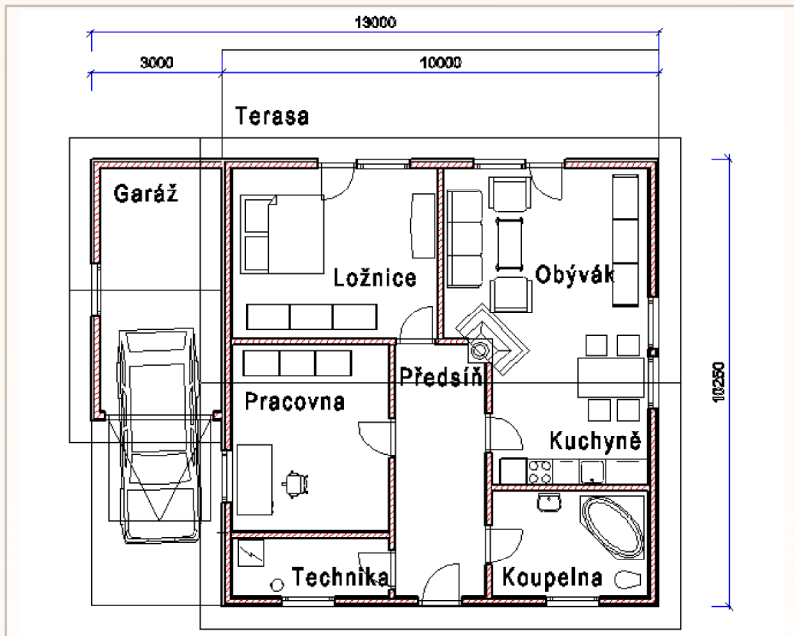 13000
3000
10000
Terasa
Garáž
Ložnice
Obývák
Předsíň
Pracovna
10250
Kuchyně
Technika
Koupelna